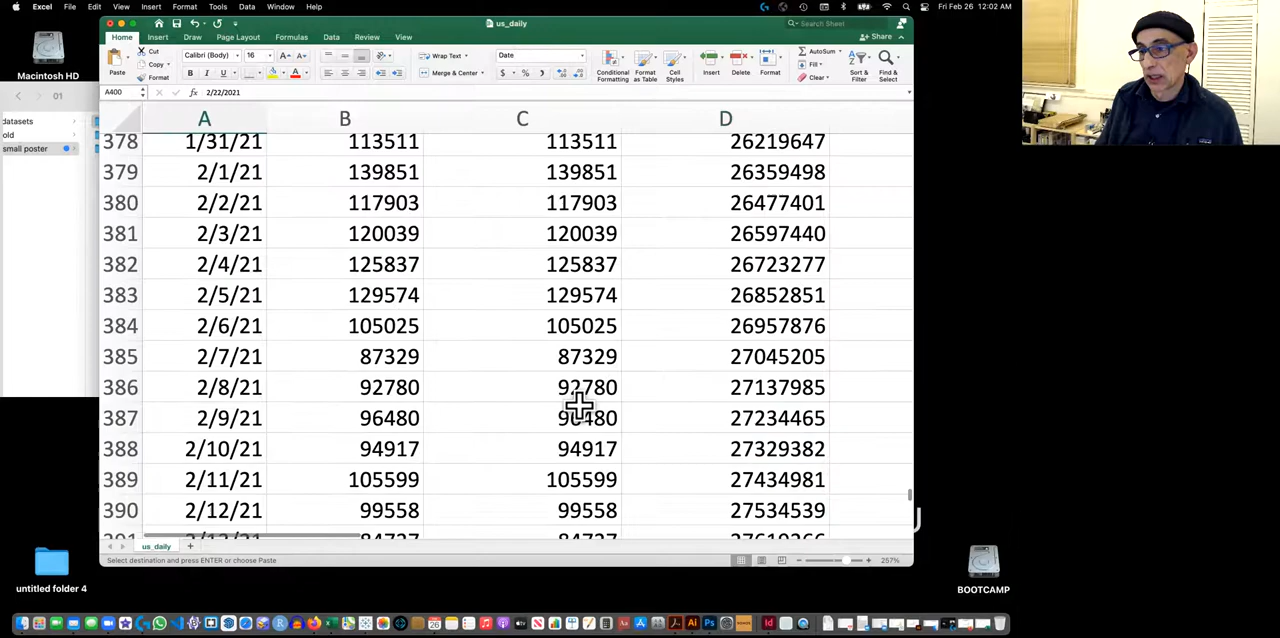 Excel File Edit View Insert Format Tools Data Window Help Fri Feb 26 12:02 AM
us_daily
Search Sheet
Home Insert Draw Page Layout Formulas Data Review View Share
Paste Cut Copy Format
Calibri (Body) 16
B I U
Wrap Text
Merge & Center
Date
$ % 
Conditional Formatting
Format as Table
Cell Styles
Insert Delete Format
AutoSum
Fill
Clear
Sort & Filter
Find & Select
A400 fx 2/22/2021
A B C D
378 1/31/21 113511 113511 26219647
379 2/1/21 139851 139851 26359498
380 2/2/21 117903 117903 26477401
381 2/3/21 120039 120039 26597440
382 2/4/21 125837 125837 26723277
383 2/5/21 129574 129574 26852851
384 2/6/21 105025 105025 26957876
385 2/7/21 87329 87329 27045205
386 2/8/21 92780 92780 27137985
387 2/9/21 96480 96480 27234465
388 2/10/21 94917 94917 27329382
389 2/11/21 105599 105599 27434981
390 2/12/21 99558 99558 27534539
us_daily
Select destination and press ENTER or choose Paste
257%
Macintosh HD
01
datasets
old
small poster
untitled folder 4
BOOTCAMP